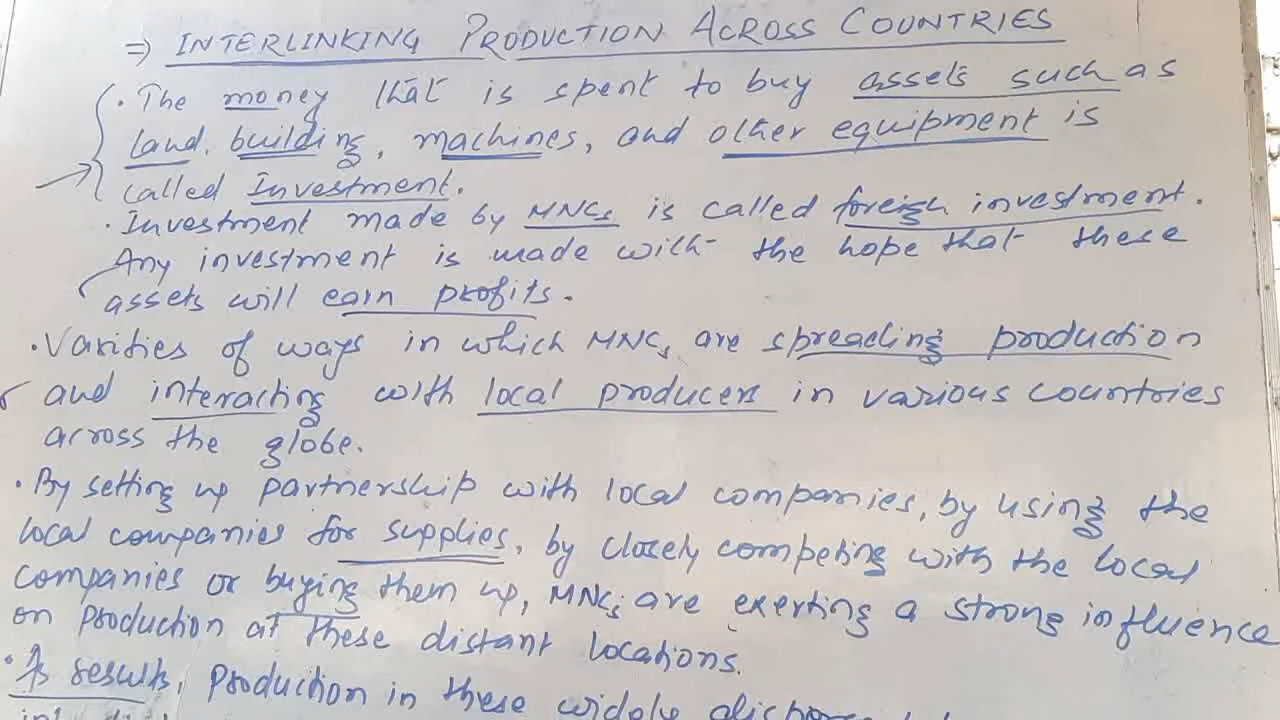 ⇒ INTERLINKING PRODUCTION ACROSS COUNTRIES
· The money that is spent to buy assets such as
land, building, machines, and other equipment is
called Investment.
· Investment made by MNCs is called foreign investment.
Any investment is made with the hope that these
assets will earn profits.
· Varities of ways in which MNCs are spreading production
and interacting with local producers in various countries
across the globe.
· By setting up partnership with local companies, by using the
local companies for supplies, by closely competing with the local
companies or buying them up, MNCs are exerting a strong influence
on production at these distant locations.
· As results, production in these widely